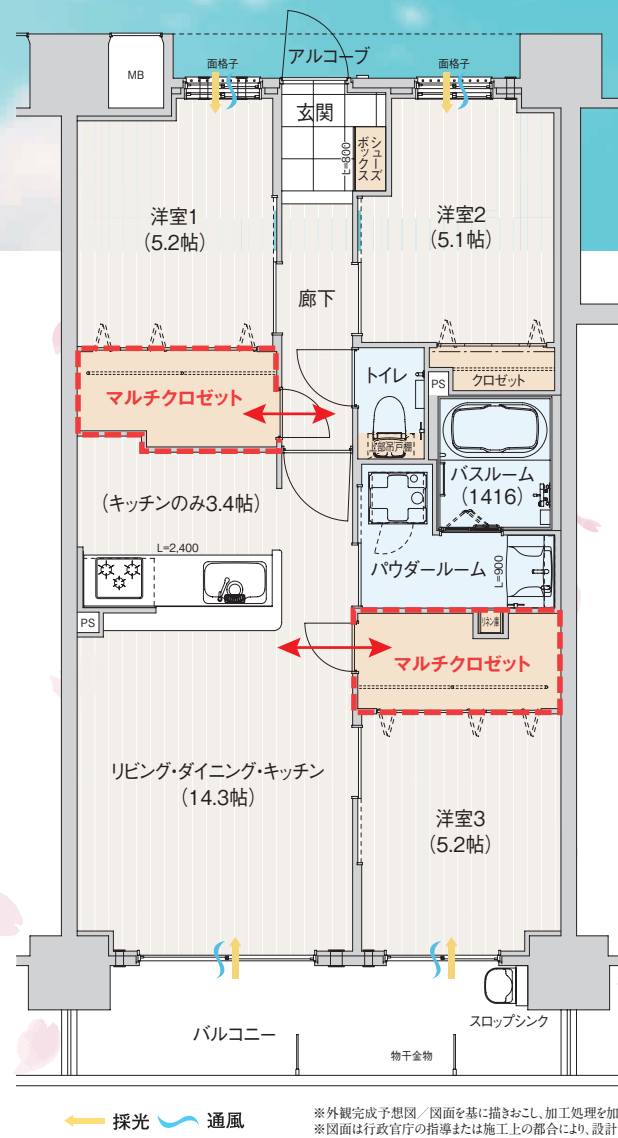 アルコーブ
MB
面格子
面格子
玄関
シューズ
ボックス
L=800
洋室1
(5.2帖)
洋室2
(5.1帖)
廊下
トイレ
PS
クロゼット
マルチクロゼット
上部吊戸棚
バスルーム
(1416)
(キッチンのみ3.4帖)
L=2,400
パウダールーム
L=900
PS
リネン庫
マルチクロゼット
リビング・ダイニング・キッチン
(14.3帖)
洋室3
(5.2帖)
スロップシンク
バルコニー
物干金物
採光
通風
※外観完成予想図/図面を基に描きおこし、加工処理を加
※図面は行政官庁の指導または施工上の都合により、設計